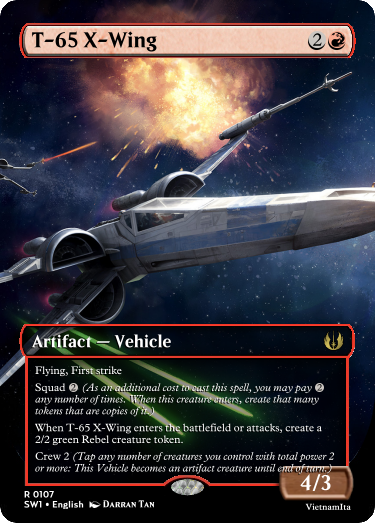 T-65 X-Wing 2
Artifact — Vehicle
Flying, First strike
Squad 2 (As an additional cost to cast this spell, you may pay 2
any number of times. When this creature enters, create that many
tokens that are copies of it.)
When T-65 X-Wing enters the battlefield or attacks, create a
2/2 green Rebel creature token.
Crew 2 (Tap any number of creatures you control with total power 2
or more: This Vehicle becomes an artifact creature until end of turn.)
4/3
R 0107
SW1 • English DARRAN TAN
VietnamIta